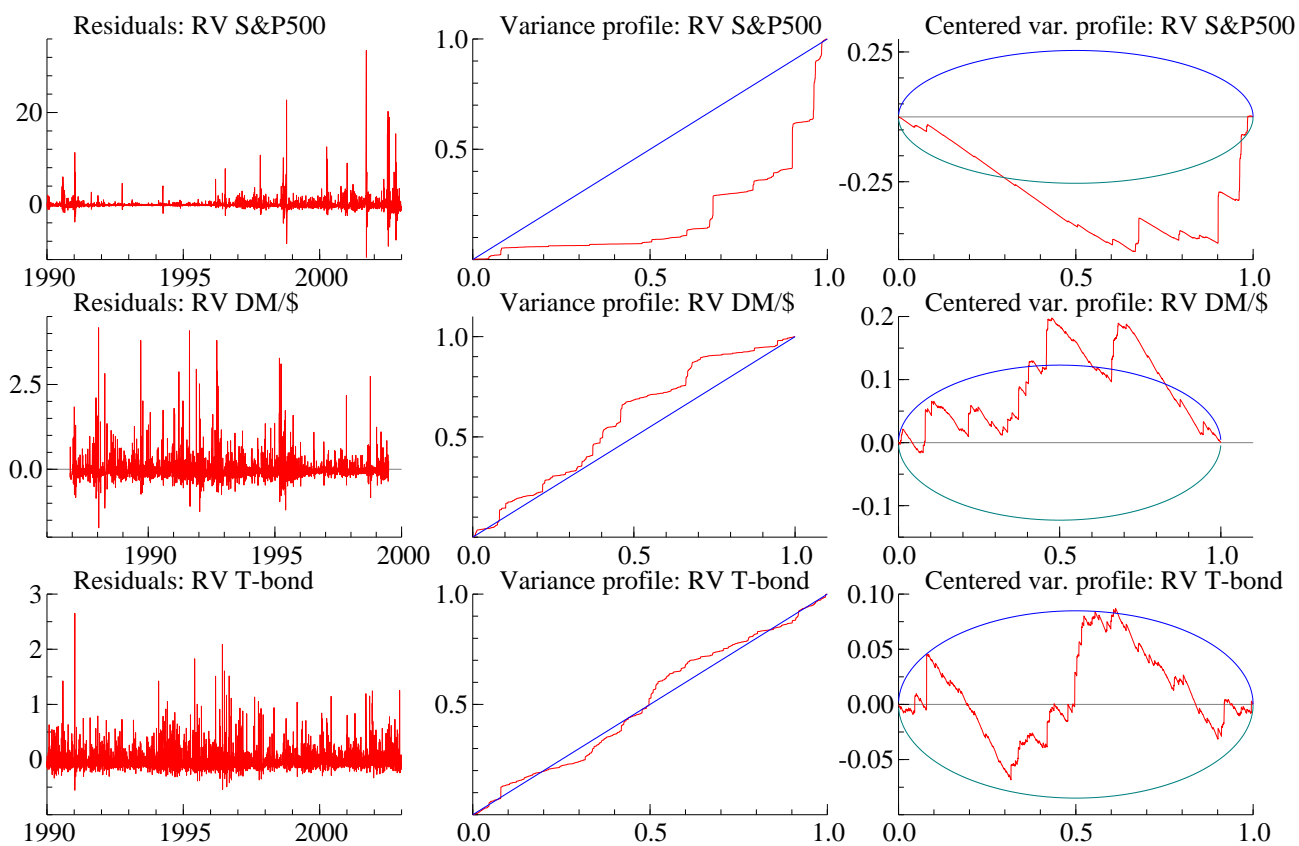 Residuals: RV S&P500
20
0
1990 1995 2000
Variance profile: RV S&P500
1.0
0.5
0.0 0.5 1.0
Centered var. profile: RV S&P500
0.25
-0.25
0.0 0.5 1.0
Residuals: RV DM/$
2.5
0.0
1990 1995 2000
Variance profile: RV DM/$
1.0
0.5
0.0 0.5 1.0
Centered var. profile: RV DM/$
0.2
0.1
0.0
-0.1
0.0 0.5 1.0
Residuals: RV T-bond
3
2
1
0
1990 1995 2000
Variance profile: RV T-bond
1.0
0.5
0.0 0.5 1.0
Centered var. profile: RV T-bond
0.10
0.05
0.00
-0.05
0.0 0.5 1.0